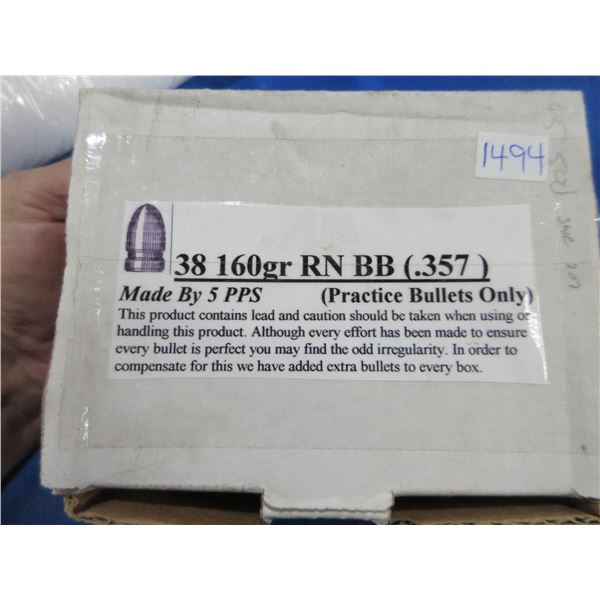 1494
38 160gr RN BB (.357 )
Made By 5 PPS (Practice Bullets Only)
This product contains lead and caution should be taken when using or
handling this product. Although every effort has been made to ensure
every bullet is perfect you may find the odd irregularity. In order to
compensate for this we have added extra bullets to every box.